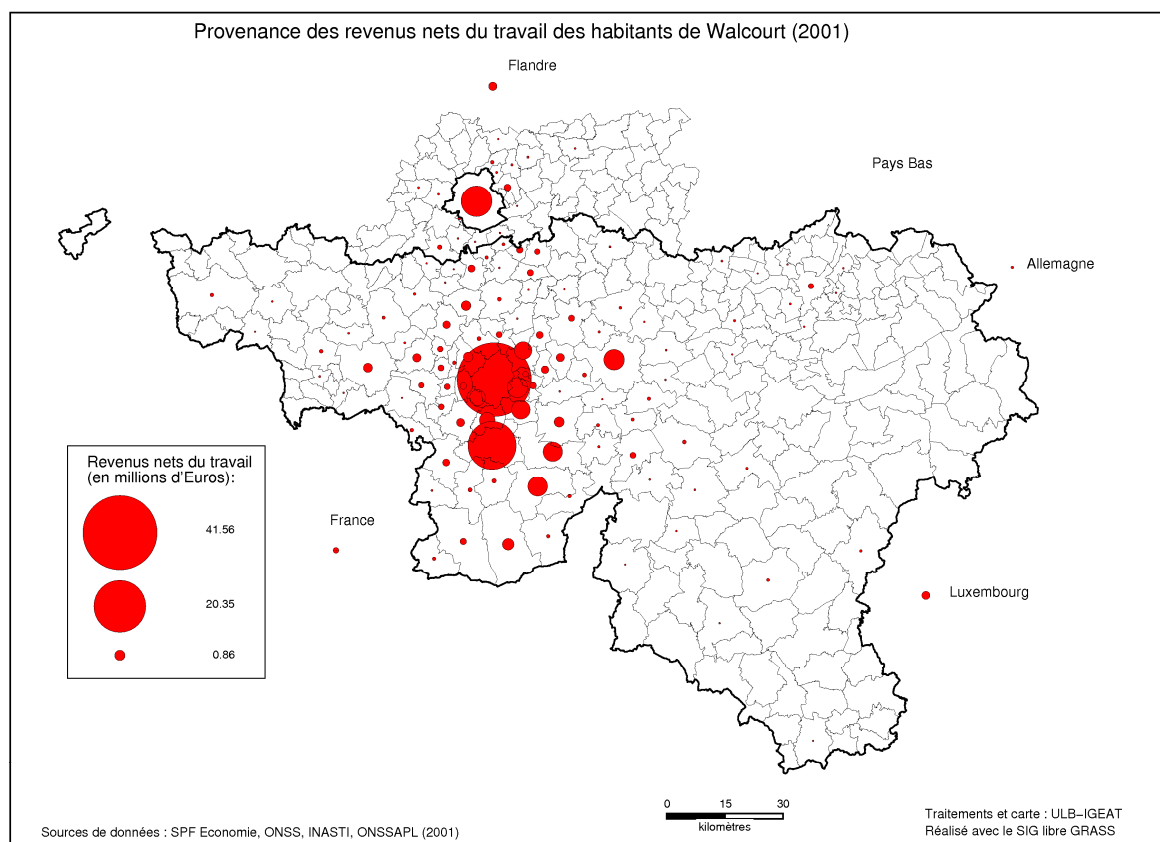 Provenance des revenus nets du travail des habitants de Walcourt (2001)
Flandre
Pays Bas
Allemagne
Revenus nets du travail
(en millions d'Euros):
41.56
20.35
0.86
France
Luxembourg
0 15 30
kilomètres
Sources de données : SPF Economie, ONSS, INASTI, ONSSAPL (2001)
Traitements et carte : ULB-IGEAT
Réalisé avec le SIG libre GRASS